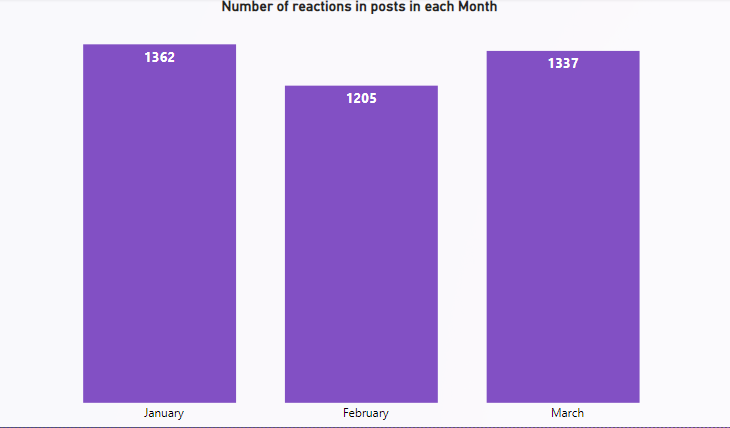 Number of reactions in posts in each Month
1362
1205
1337
January
February
March